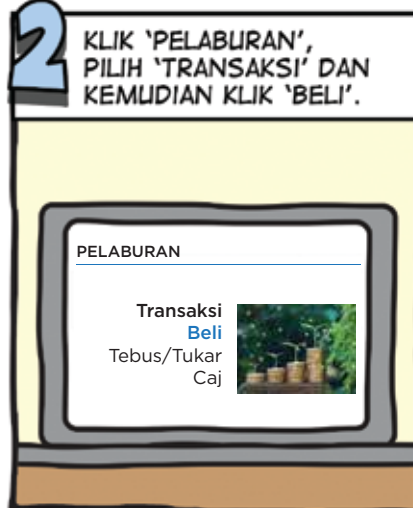 2
KLIK ‘PELABURAN’,
PILIH ‘TRANSAKSI’ DAN
KEMUDIAN KLIK ‘BELI’.
PELABURAN
Transaksi
Beli
Tebus/Tukar
Caj